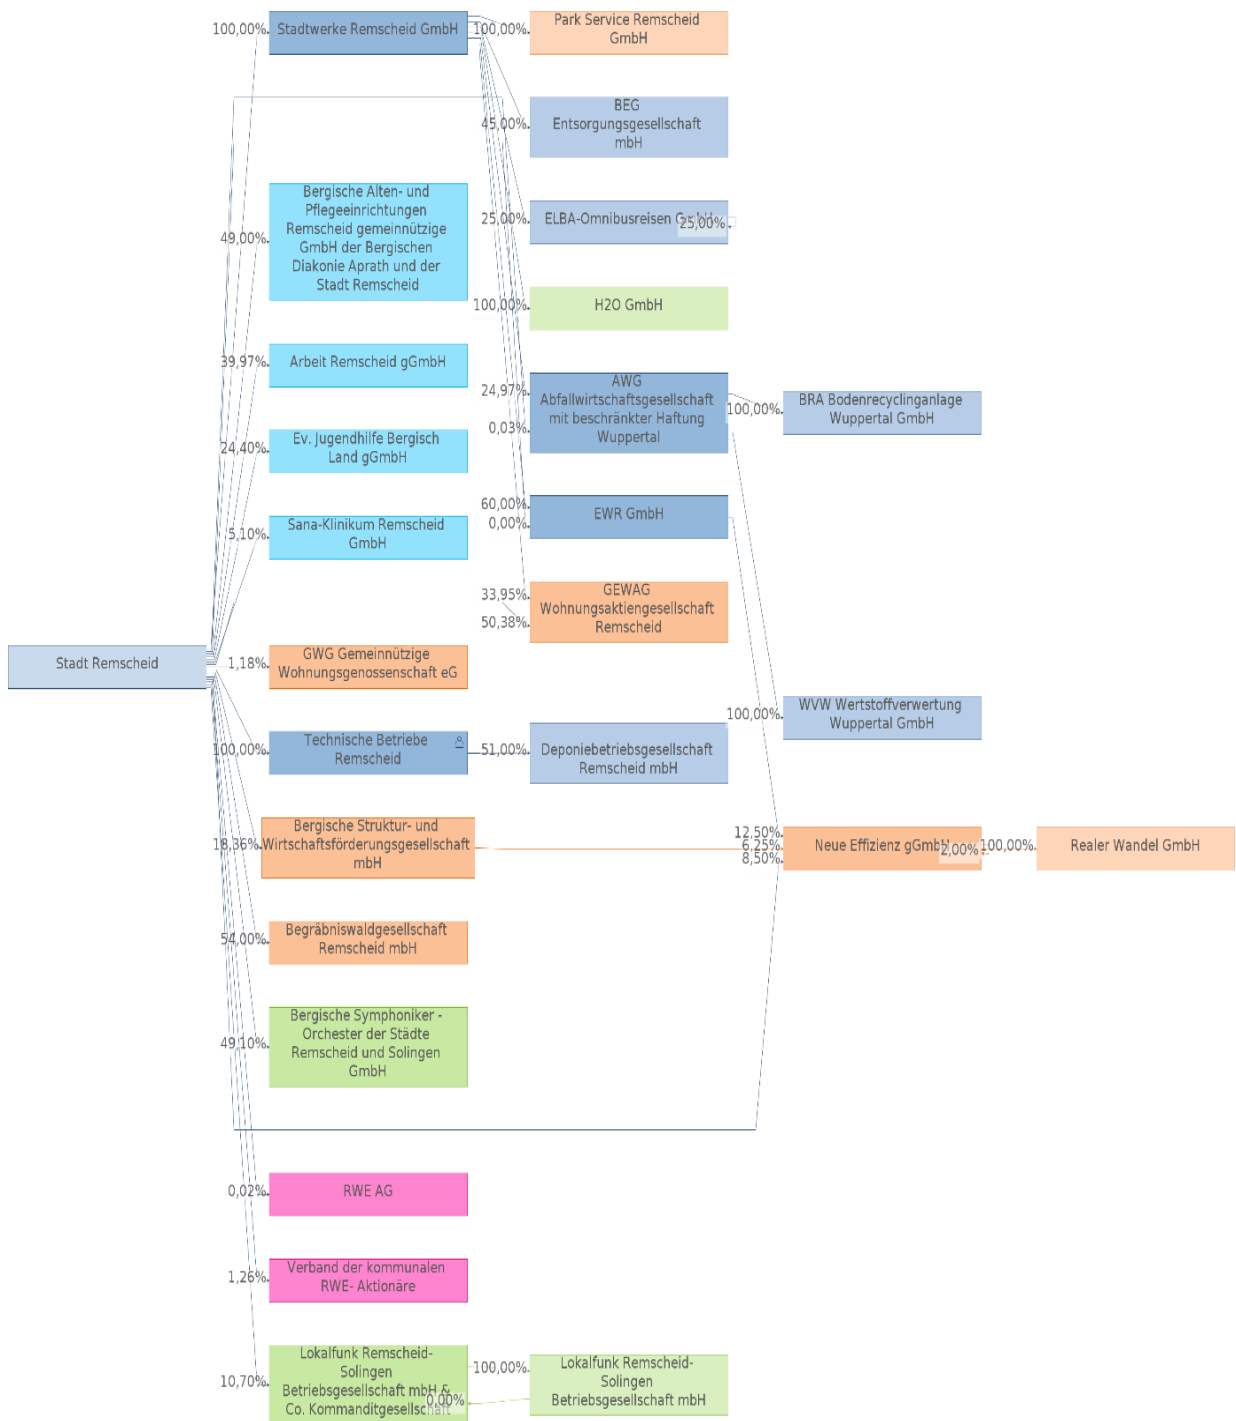 100,00%
Stadtwerke Remscheid GmbH
100,00%
Park Service Remscheid
GmbH
45,00%
BEG
Entsorgungsgesellschaft
mbH
49,00%
Bergische Alten- und
Pflegeeinrichtungen
Remscheid gemeinnützige
GmbH der Bergischen
Diakonie Aprath und der
Stadt Remscheid
25,00%
ELBA-Omnibusreisen GmbH
25,00%
100,00%
H2O GmbH
39,97%
Arbeit Remscheid gGmbH
24,97%
0,03%
AWG
Abfallwirtschaftsgesellschaft
mit beschränkter Haftung
Wuppertal
100,00%
BRA Bodenrecyclinganlage
Wuppertal GmbH
24,40%
Ev. Jugendhilfe Bergisch
Land gGmbH
5,10%
Sana-Klinikum Remscheid
GmbH
60,00%
0,00%
EWR GmbH
33,95%
50,38%
GEWAG
Wohnungsaktiengesellschaft
Remscheid
Stadt Remscheid
1,18%
GWG Gemeinnützige
Wohnungsgenossenschaft eG
100,00%
WVW Wertstoffverwertung
Wuppertal GmbH
100,00%
Technische Betriebe
Remscheid
51,00%
Deponiebetriebsgesellschaft
Remscheid mbH
18,36%
Bergische Struktur- und
Wirtschaftsförderungsgesellschaft
mbH
12,50%
6,25%
8,50%
Neue Effizienz gGmbH
2,00%
100,00%
Realer Wandel GmbH
54,00%
Begräbniswaldgesellschaft
Remscheid mbH
49,10%
Bergische Symphoniker -
Orchester der Städte
Remscheid und Solingen
GmbH
0,02%
RWE AG
1,26%
Verband der kommunalen
RWE- Aktionäre
10,70%
Lokalfunk Remscheid-
Solingen
Betriebsgesellschaft mbH &
Co. Kommanditgesellschaft
0,00%
100,00%
Lokalfunk Remscheid-
Solingen
Betriebsgesellschaft mbH